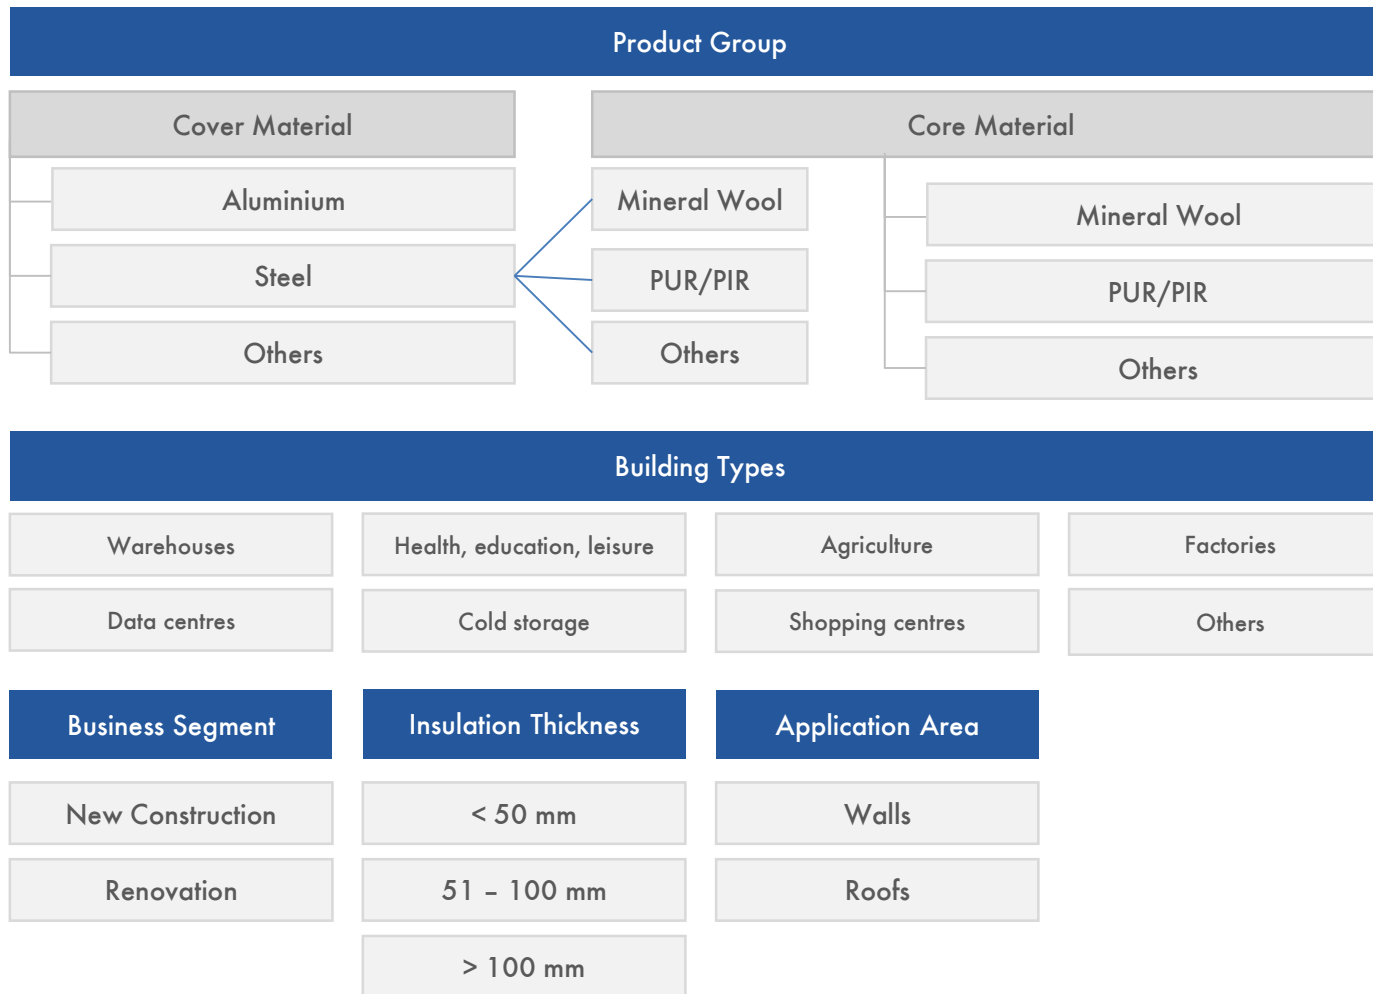 Product Group
Cover Material
Core Material
Aluminium
Mineral Wool
Mineral Wool
Steel
PUR/PIR
PUR/PIR
Others
Others
Others
Building Types
Warehouses
Health, education, leisure
Agriculture
Factories
Data centres
Cold storage
Shopping centres
Others
Business Segment
Insulation Thickness
Application Area
New Construction
< 50 mm
Walls
Renovation
51 – 100 mm
Roofs
> 100 mm